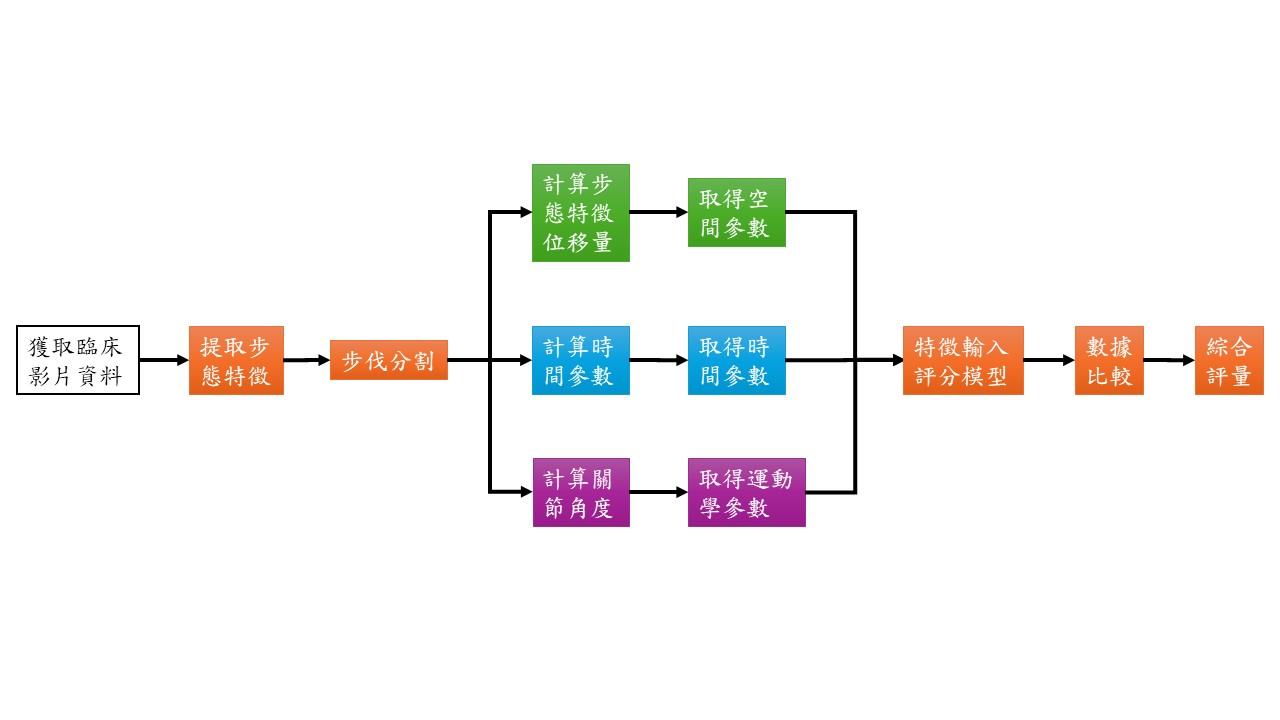 獲取臨床
影片資料
提取步
態特徵
步伐分割
計算步
態特徵
位移量
取得空
間參數
計算時
間參數
取得時
間參數
計算關
節角度
取得運動
學參數
特徵輸入
評分模型
數據
比較
綜合
評量